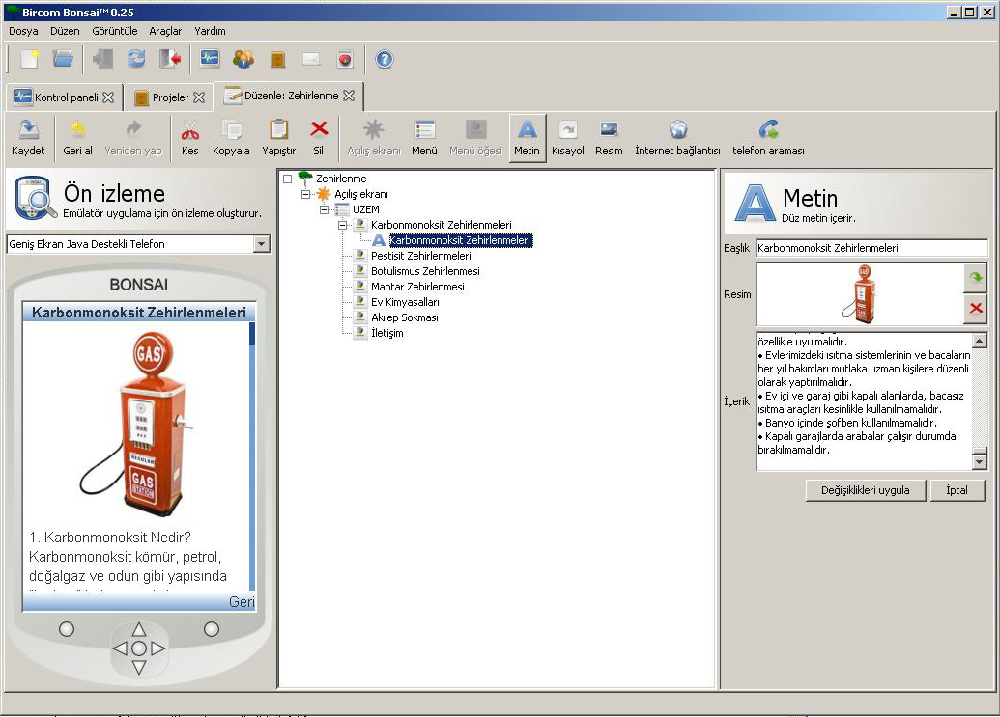 Bircom Bonsai™ 0.25
Dosya Düzen Görüntüle Araçlar Yardım
Kontrol paneli
Projeler
Düzenle: Zehirlenme
Kaydet
Geri al
Yeniden yap
Kes
Kopyala
Yapıştır
Sil
Açılış ekranı
Menü
Menü öğesi
Metin
Kısayol
Resim
İnternet bağlantısı
telefon araması
BONSAI
Ön izleme
Emülatör uygulama için ön izleme oluşturur.
Geniş Ekran Java Destekli Telefon
BONSAI
Karbonmonoksit Zehirlenmeleri
GAS
REGULAR
GAS
STATION
1. Karbonmonoksit Nedir?
Karbonmonoksit kömür, petrol,
doğalgaz ve odun gibi yapısında
Geri
Zehirlenme
Açılış ekranı
UZEM
Karbonmonoksit Zehirlenmeleri
Karbonmonoksit Zehirlenmeleri
Pestisit Zehirlenmeleri
Botulismus Zehirlenmesi
Mantar Zehirlenmesi
Ev Kimyasalları
Akrep Sokması
İletişim
Metin
Düz metin içerir.
Başlık
Karbonmonoksit Zehirlenmeleri
Resim
GAS
İçerik
özellikle uyulmalıdır.
• Evlerimizdeki ısıtma sistemlerinin ve bacaların
her yıl bakımları mutlaka uzman kişilere düzenli
olarak yaptırılmalıdır.
• Ev içi ve garaj gibi kapalı alanlarda, bacasız
ısıtma araçları kesinlikle kullanılmamalıdır.
• Banyo içinde şofben kullanılmamalıdır.
• Kapalı garajlarda arabalar çalışır durumda
bırakılmamalıdır.
Değişiklikleri uygula
İptal